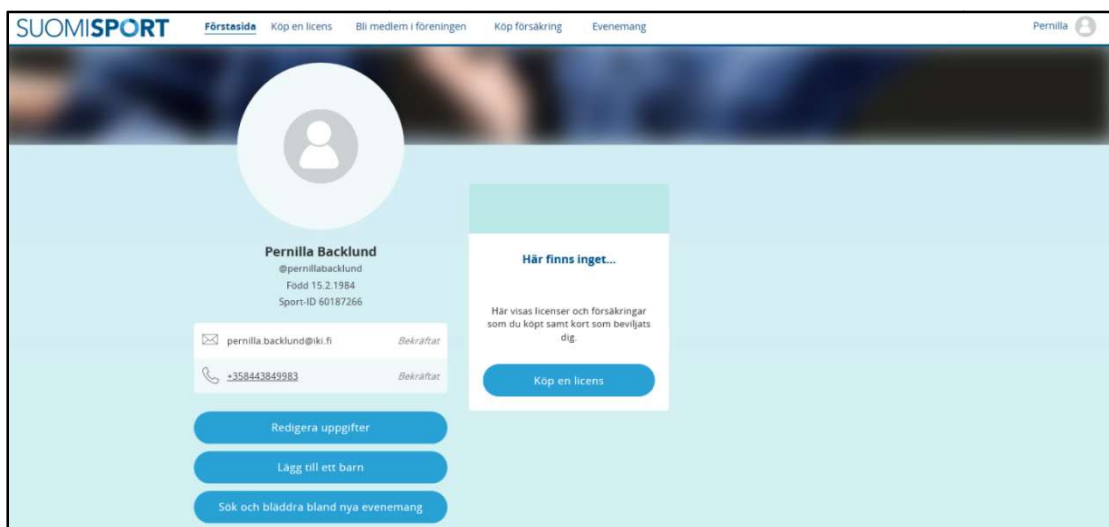 SUOMISPORT
Förstasida Köp en licens Bli medlem i föreningen Köp försäkring Evenemang
Pernilla
Pernilla Backlund
@pernillabacklund
Född 15.2.1984
Sport-ID 60187266
pernilla.backlund@iki.fi Bekräftat
+358443849983 Bekräftat
Redigera uppgifter
Lägg till ett barn
Sök och bläddra bland nya evenemang
Här finns inget...
Här visas licenser och försäkringar
som du köpt samt kort som beviljats
dig.
Köp en licens